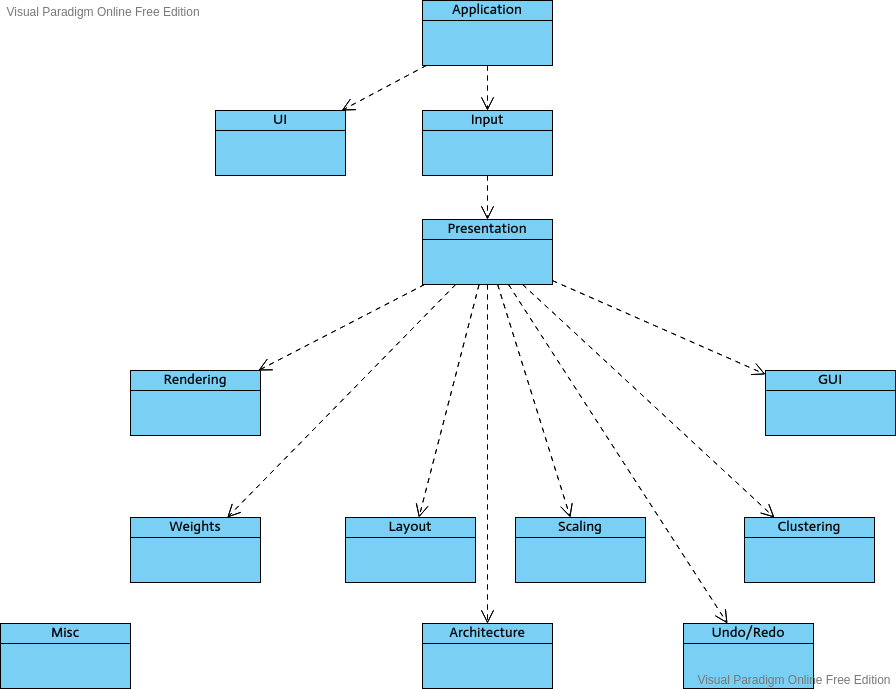 Visual Paradigm Online Free Edition
Application
UI
Input
Presentation
Rendering
GUI
Weights
Layout
Scaling
Clustering
Misc
Architecture
Undo/Redo
Visual Paradigm Online Free Edition